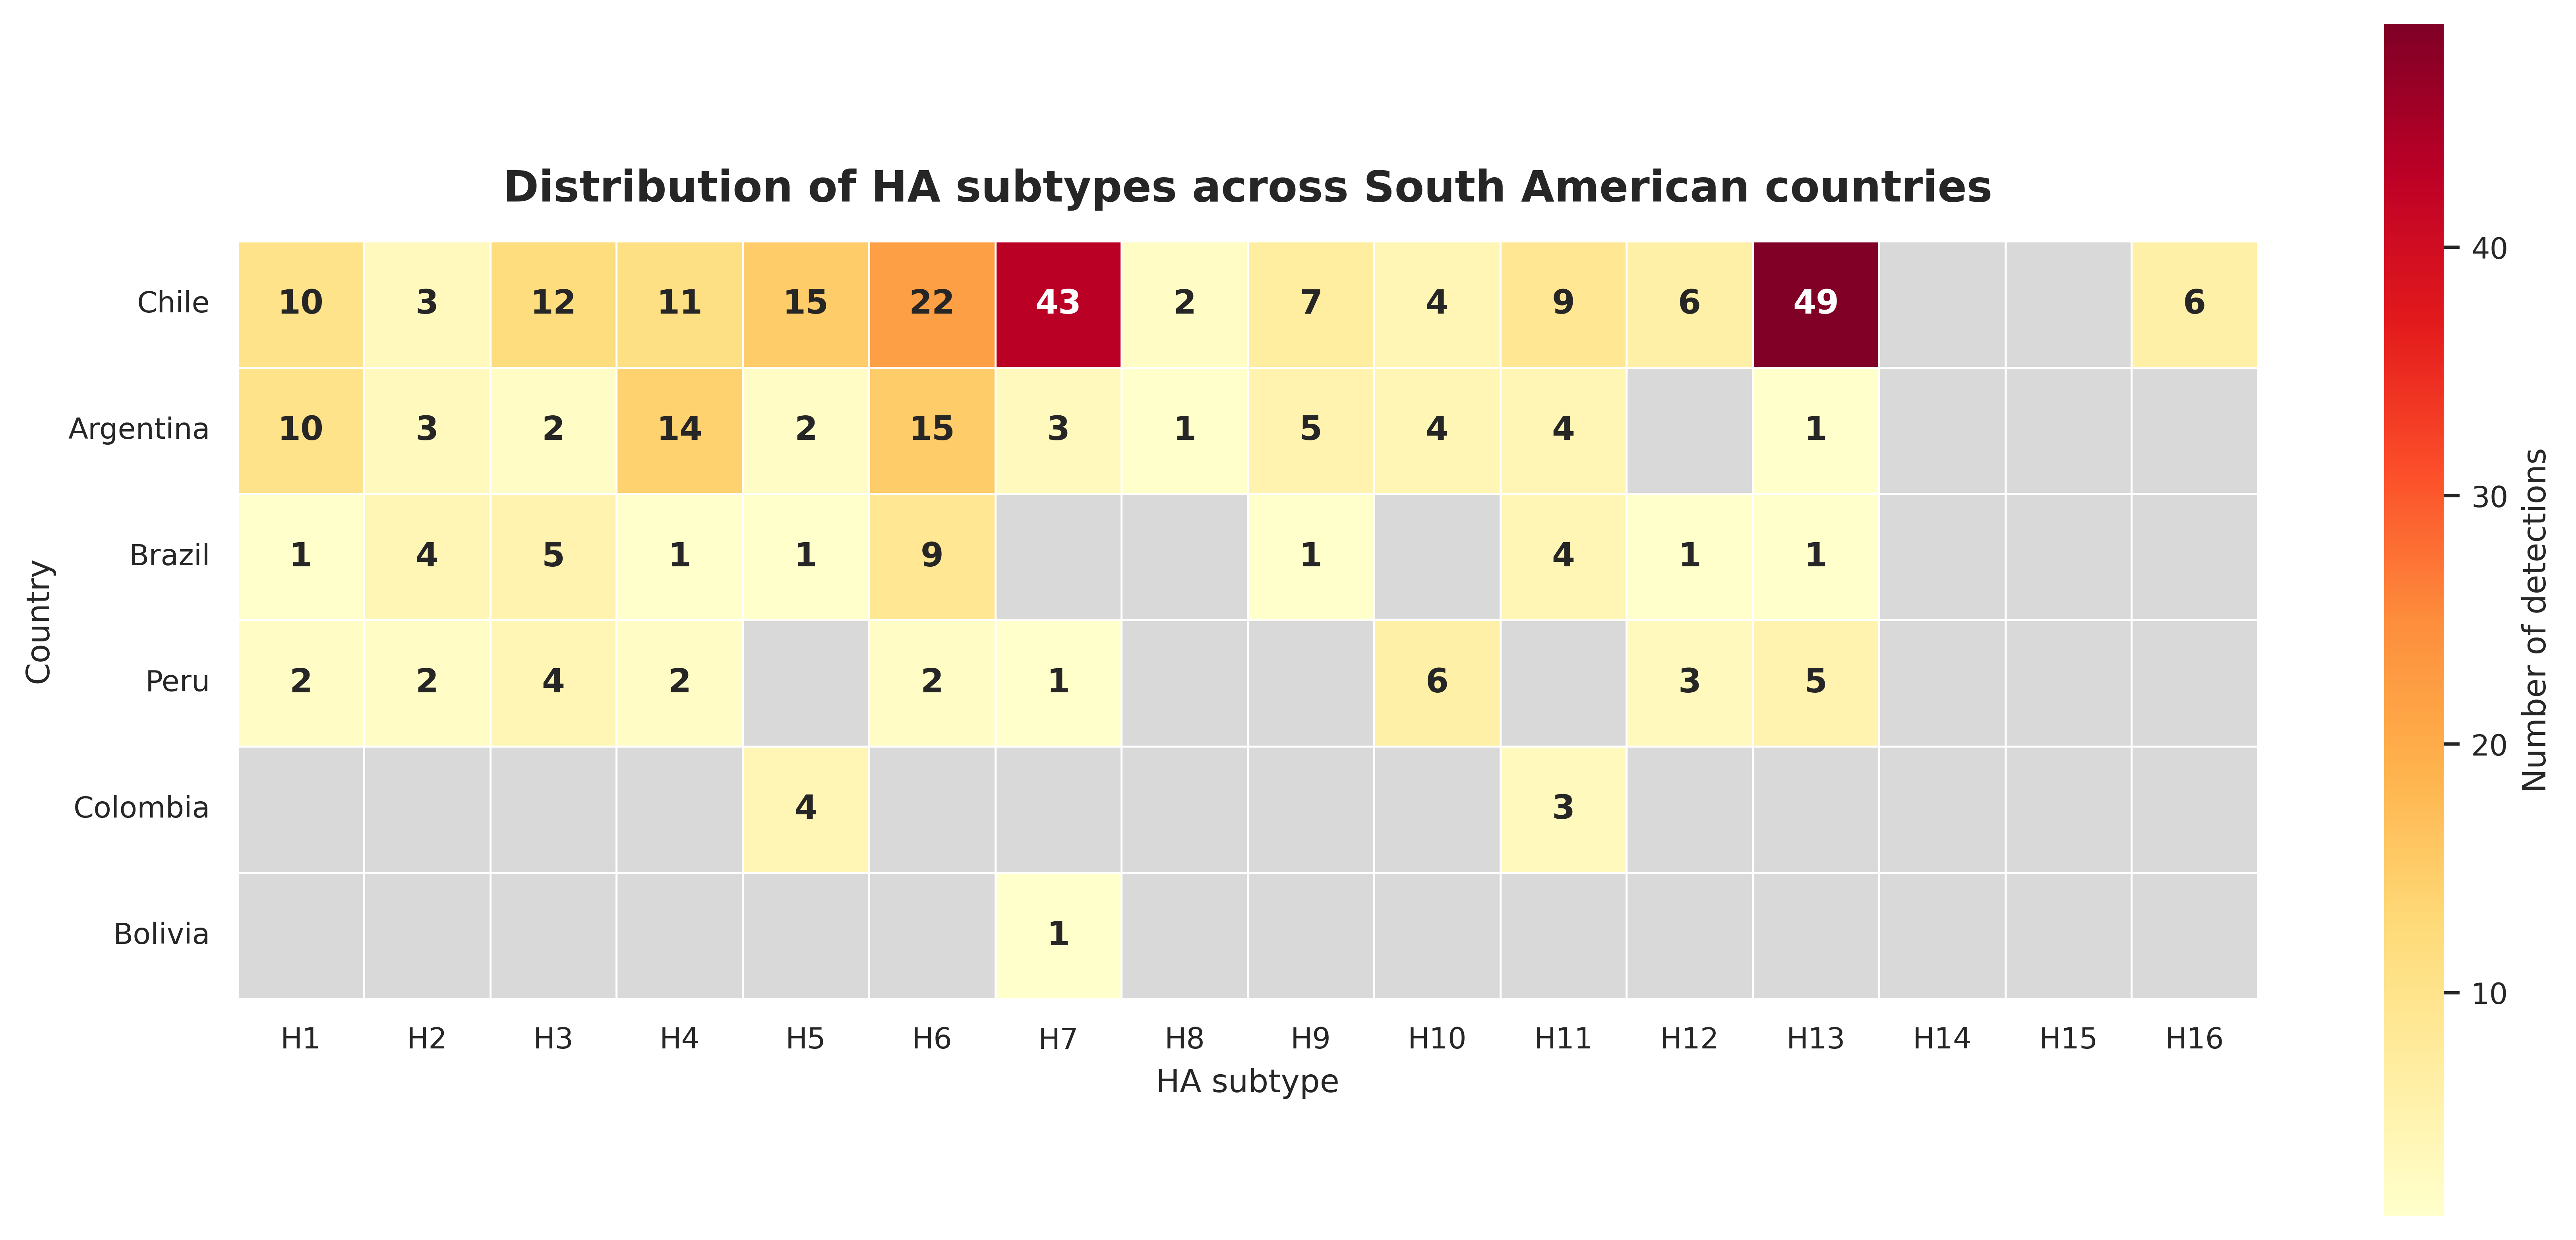 Distribution of HA subtypes across South American countries
Chile 10 3 12 11 15 22 43 2 7 4 9 6 49 6
Argentina 10 3 2 14 2 15 3 1 5 4 4 1
Brazil 1 4 5 1 1 9 1 4 1 1
Peru 2 2 4 2 2 1 6 3 5
Colombia 4 3
Bolivia 1
H1 H2 H3 H4 H5 H6 H7 H8 H9 H10 H11 H12 H13 H14 H15 H16
HA subtype
Country
40
30
20
10
Number of detections